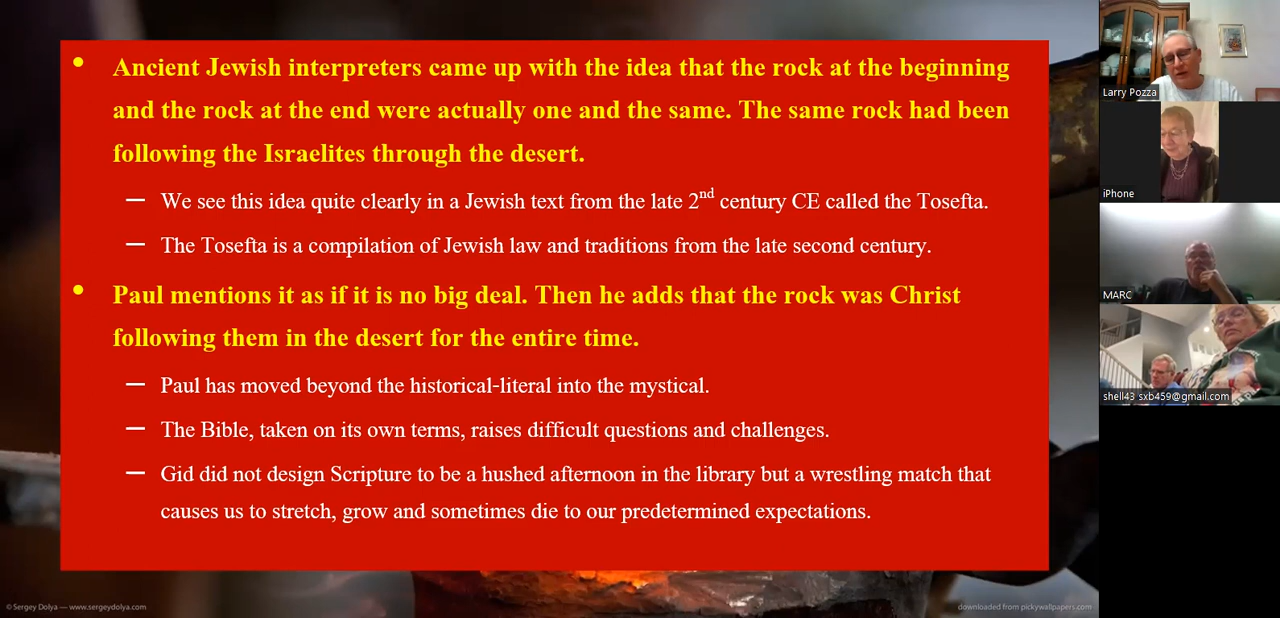 • Ancient Jewish interpreters came up with the idea that the rock at the beginning
and the rock at the end were actually one and the same. The same rock had been
following the Israelites through the desert.
— We see this idea quite clearly in a Jewish text from the late 2nd century CE called the Tosefta.
— The Tosefta is a compilation of Jewish law and traditions from the late second century.
• Paul mentions it as if it is no big deal. Then he adds that the rock was Christ
following them in the desert for the entire time.
— Paul has moved beyond the historical-literal into the mystical.
— The Bible, taken on its own terms, raises difficult questions and challenges.
— Gid did not design Scripture to be a hushed afternoon in the library but a wrestling match that
causes us to stretch, grow and sometimes die to our predetermined expectations.
© Sergey Dolya — www.sergeydolya.com
downloaded from pickywallpapers.com
Larry Pozza
iPhone
MARC
shell43 sxb459@gmail.com